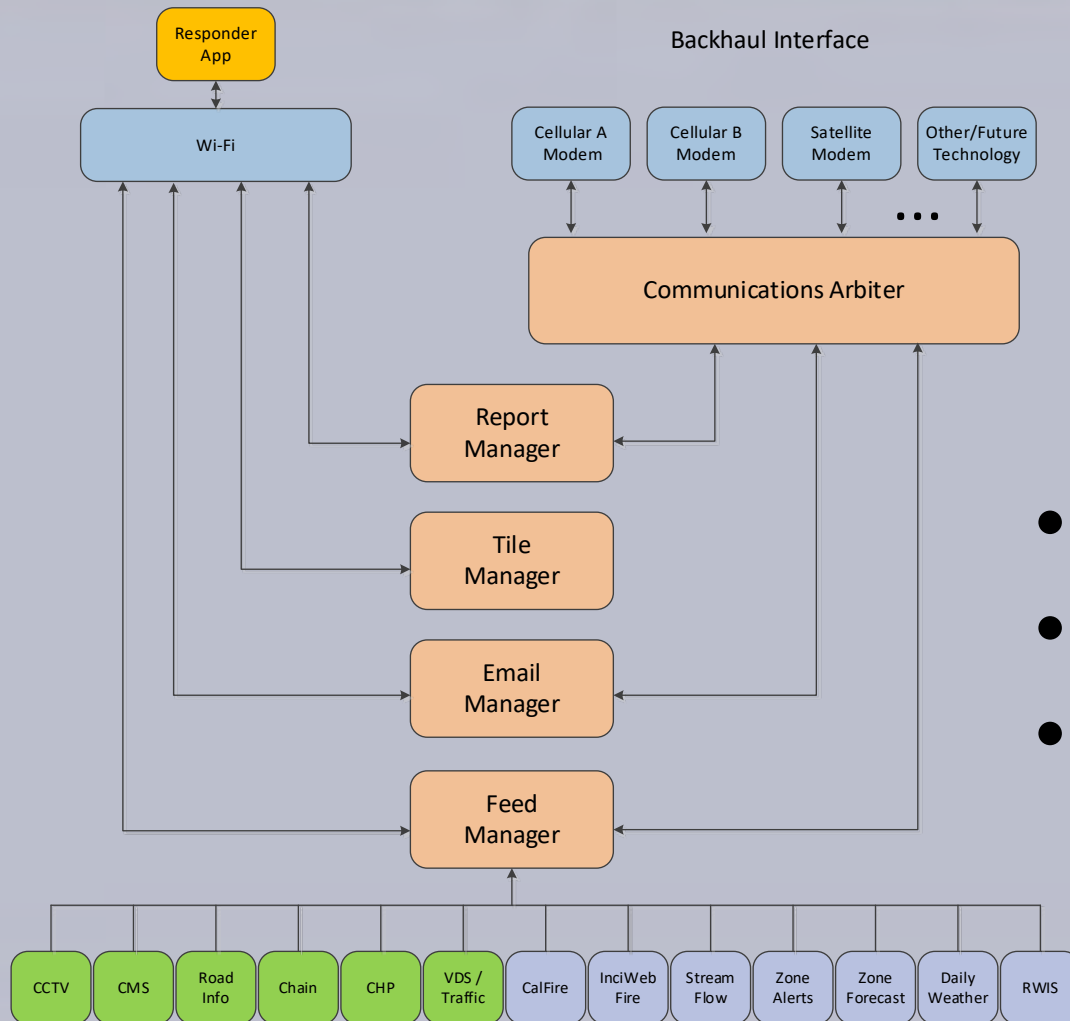 Responder
App
Backhaul Interface
Wi-Fi
Cellular A
Modem
Cellular B
Modem
Satellite
Modem
Other/Future
Technology
...
Communications Arbiter
Report
Manager
Tile
Manager
Email
Manager
Feed
Manager
CCTV
CMS
Road
Info
Chain
CHP
VDS /
Traffic
CalFire
InciWeb
Fire
Stream
Flow
Zone
Alerts
Zone
Forecast
Daily
Weather
RWIS